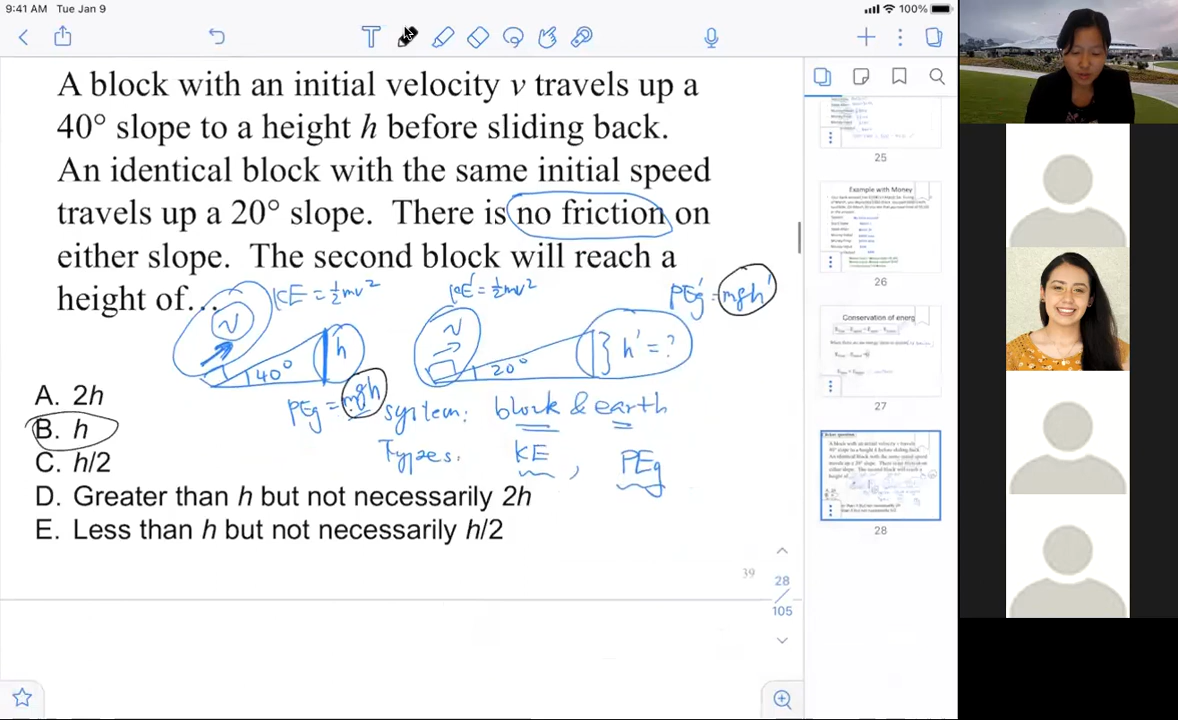 9:41 AM Tue Jan 9
100%
A block with an initial velocity v travels up a
40° slope to a height h before sliding back.
An identical block with the same initial speed
travels up a 20° slope. There is no friction on
either slope. The second block will reach a
height of...
KE = ½mv²
KE' = ½mv²
PEg' = mgh'
v
40°
h
v
20°
h' = ?
PEg = mgh
system: block & earth
Types: KE, PEg
A. 2h
B. h
C. h/2
D. Greater than h but not necessarily 2h
E. Less than h but not necessarily h/2
39
28
105
25
Example with Money
26
Conservation of energ
27
28